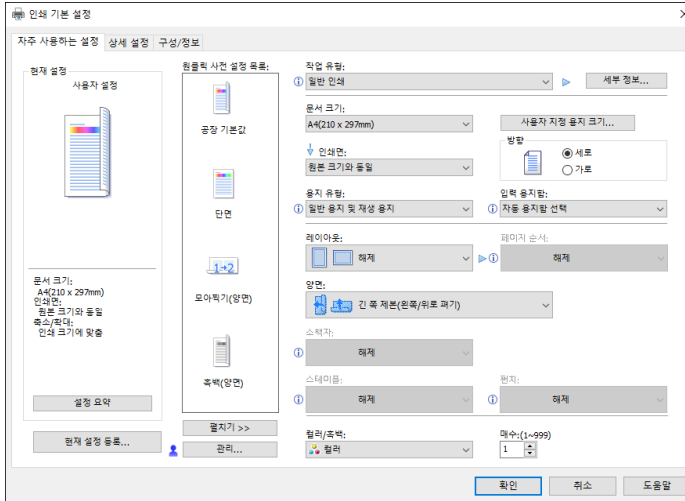 인쇄 기본 설정
자주 사용하는 설정 상세 설정 구성/정보
현재 설정
사용자 설정
문서 크기:
A4(210 x 297mm)
인쇄면:
원본 크기와 동일
축소/확대:
인쇄 크기에 맞춤
설정 요약
현재 설정 등록...
원클릭 사전 설정 목록:
공장 기본값
단면
1→2
모아찍기(양면)
흑백(양면)
펼치기 >>
관리...
작업 유형:
일반 인쇄
세부 정보...
문서 크기:
A4(210 x 297mm)
사용자 지정 용지 크기...
인쇄면:
원본 크기와 동일
방향
세로
가로
용지 유형:
일반 용지 및 재생 용지
입력 용지함:
자동 용지함 선택
레이아웃:
해제
페이지 순서:
해제
양면:
긴 쪽 제본(왼쪽/위로 펴기)
소책자:
해제
스테이플:
해제
펀치:
해제
컬러/흑백:
컬러
매수:(1~999)
1
확인 취소 도움말